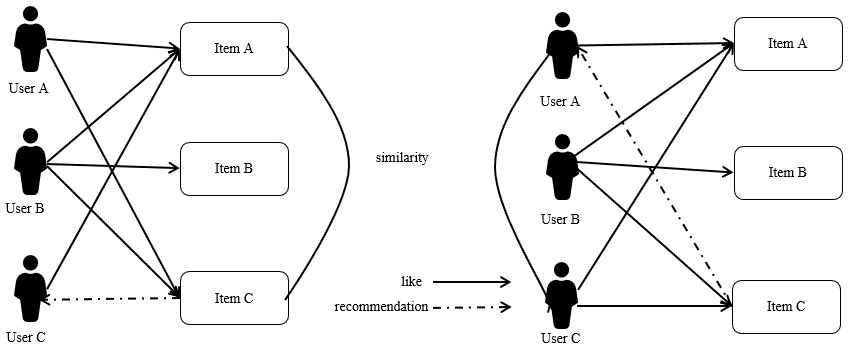 User A
Item A
User B
Item B
User C
Item C
similarity
like
recommendation
User A
Item A
User B
Item B
User C
Item C